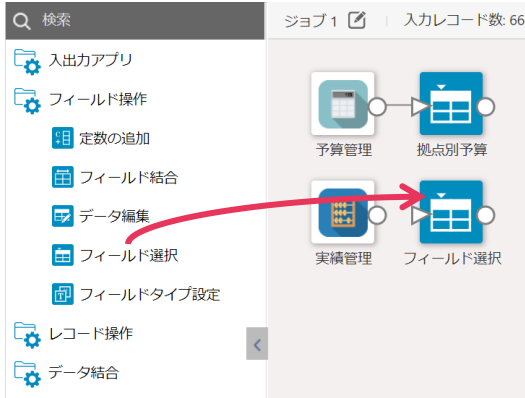 検索
入出力アプリ
フィールド操作
定数の追加
フィールド結合
データ編集
フィールド選択
フィールドタイプ設定
レコード操作
データ結合
ジョブ 1
入力レコード数: 66
予算管理
拠点別予算
実績管理
フィールド選択